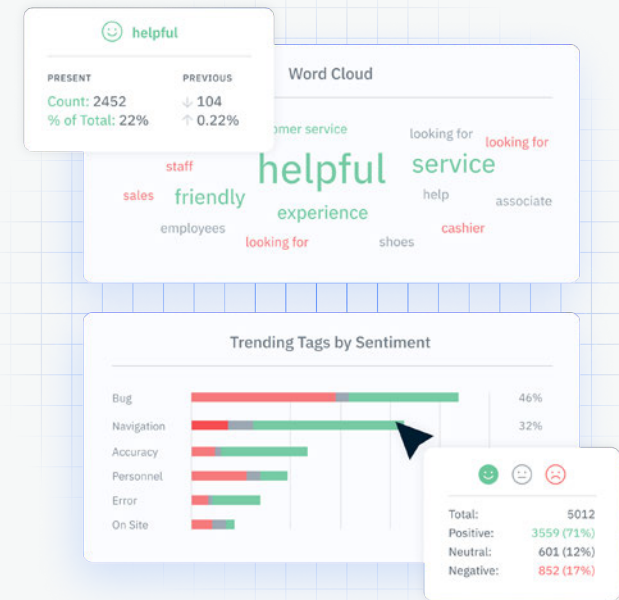 helpful
PRESENT PREVIOUS
Count: 2452 ↓ 104
% of Total: 22% ↑ 0.22%
Word Cloud
omer service looking for looking for
staff helpful service
sales friendly help associate
experience
employees cashier
looking for shoes
Trending Tags by Sentiment
Bug 46%
Navigation 32%
Accuracy
Personnel
Error
On Site
Total: 5012
Positive: 3559 (71%)
Neutral: 601 (12%)
Negative: 852 (17%)